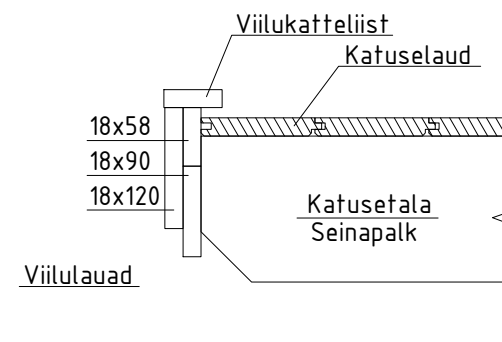 Viilukatteliist
Katuselaud
18x58
18x90
18x120
Katusetala
Seinapalk
Viilulauad